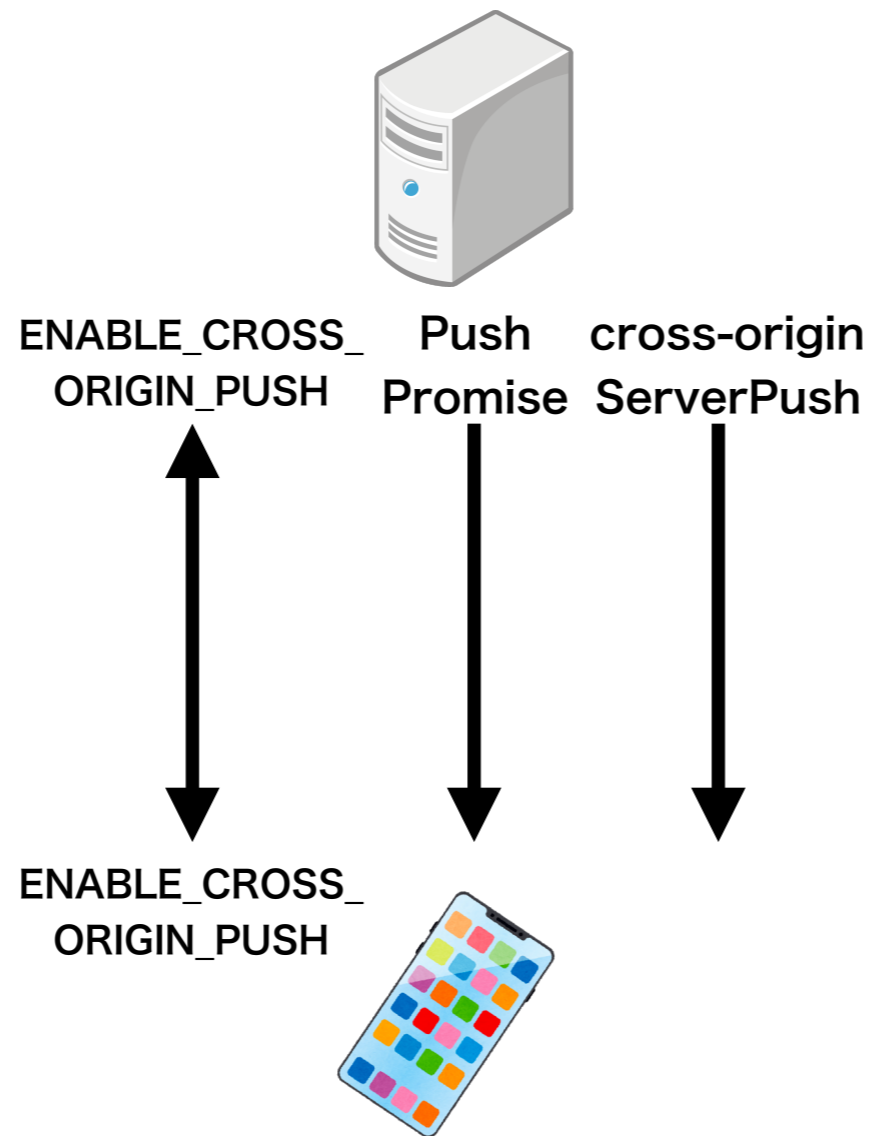 ENABLE_CROSS_
ORIGIN_PUSH
Push
Promise
cross-origin
ServerPush
ENABLE_CROSS_
ORIGIN_PUSH